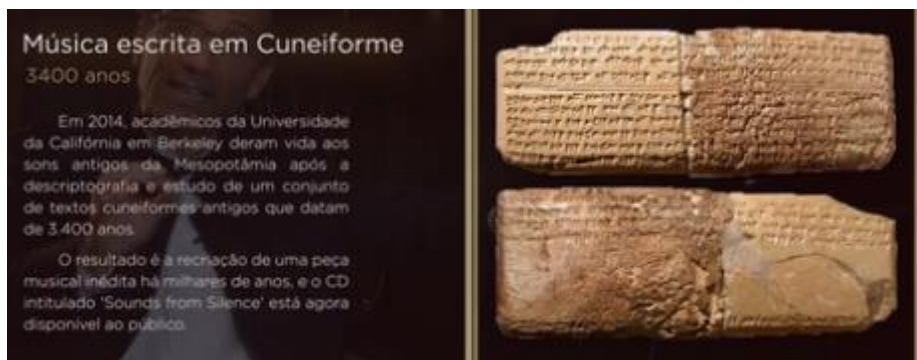 Música escrita em Cuneiforme
3400 anos
Em 2014, acadêmicos da Universidade
da Califórnia em Berkeley deram vida aos
sons antigos da Mesopotâmia após a
descriptografia e estudo de um conjunto
de textos cuneiformes antigos que datam
de 3.400 anos.
O resultado é a recriação de uma peça
musical inédita há milhares de anos, e o CD
intitulado 'Sounds from Silence' está agora
disponível ao público.